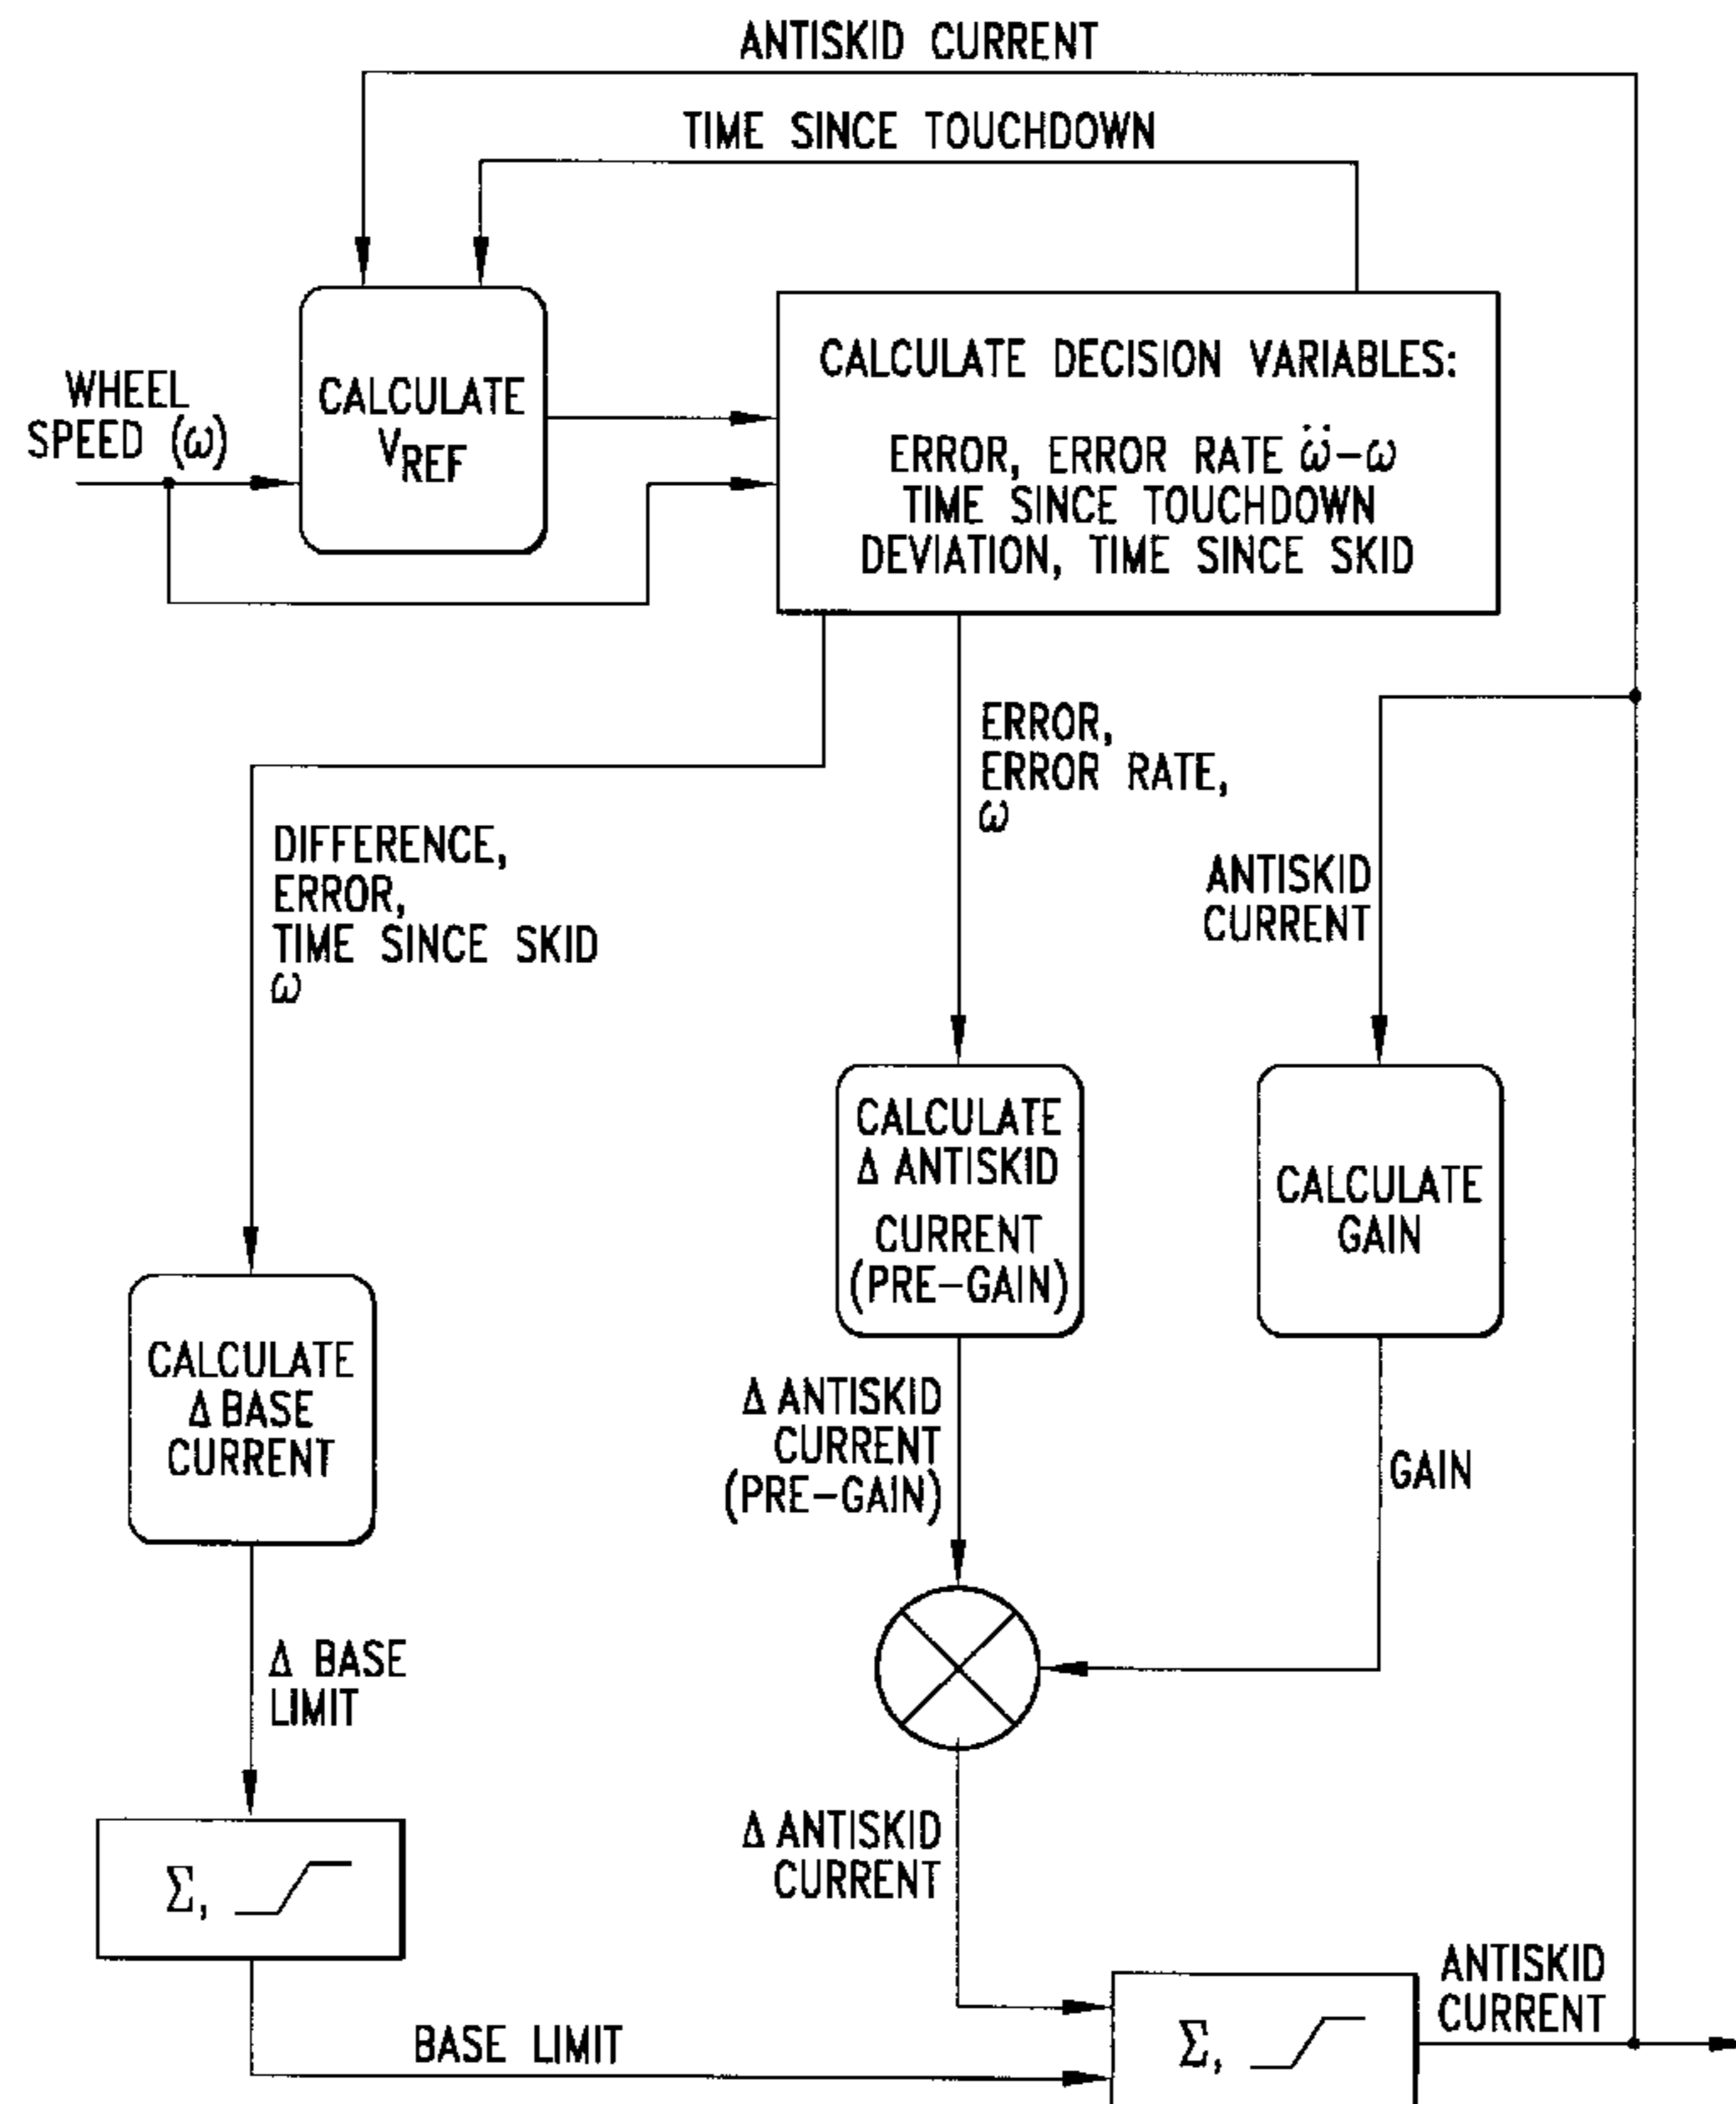 ANTISKID CURRENT
TIME SINCE TOUCHDOWN
WHEEL
SPEED (ω)
CALCULATE
VREF
CALCULATE DECISION VARIABLES:
ERROR, ERROR RATE ω̈-ω
TIME SINCE TOUCHDOWN
DEVIATION, TIME SINCE SKID
ERROR,
ERROR RATE,
ω
DIFFERENCE,
ERROR,
TIME SINCE SKID
ω
ANTISKID
CURRENT
CALCULATE
Δ ANTISKID
CURRENT
(PRE-GAIN)
CALCULATE
GAIN
CALCULATE
Δ BASE
CURRENT
Δ ANTISKID
CURRENT
(PRE-GAIN)
GAIN
Δ BASE
LIMIT
Δ ANTISKID
CURRENT
Σ,
BASE LIMIT
Σ,
ANTISKID
CURRENT